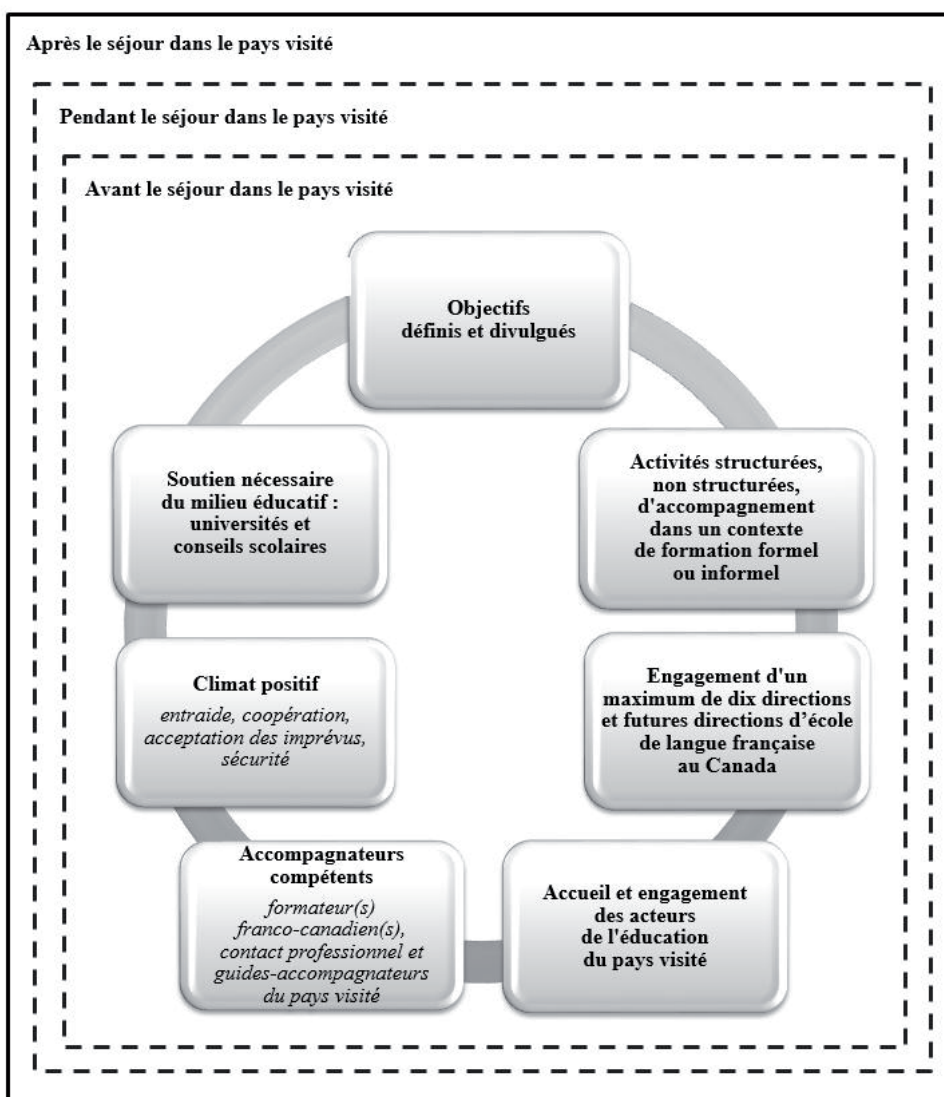 Après le séjour dans le pays visité
Pendant le séjour dans le pays visité
Avant le séjour dans le pays visité
Objectifs
définis et divulgués
Soutien nécessaire
du milieu éducatif :
universités et
conseils scolaires
Activités structurées,
non structurées,
d'accompagnement
dans un contexte
de formation formel
ou informel
Climat positif
entraide, coopération,
acceptation des imprévus,
sécurité
Engagement d'un
maximum de dix directions
et futures directions d’école
de langue française
au Canada
Accompagnateurs
compétents
formateur(s)
franco-canadien(s),
contact professionnel et
guides-accompagnateurs
du pays visité
Accueil et engagement
des acteurs
de l'éducation
du pays visité